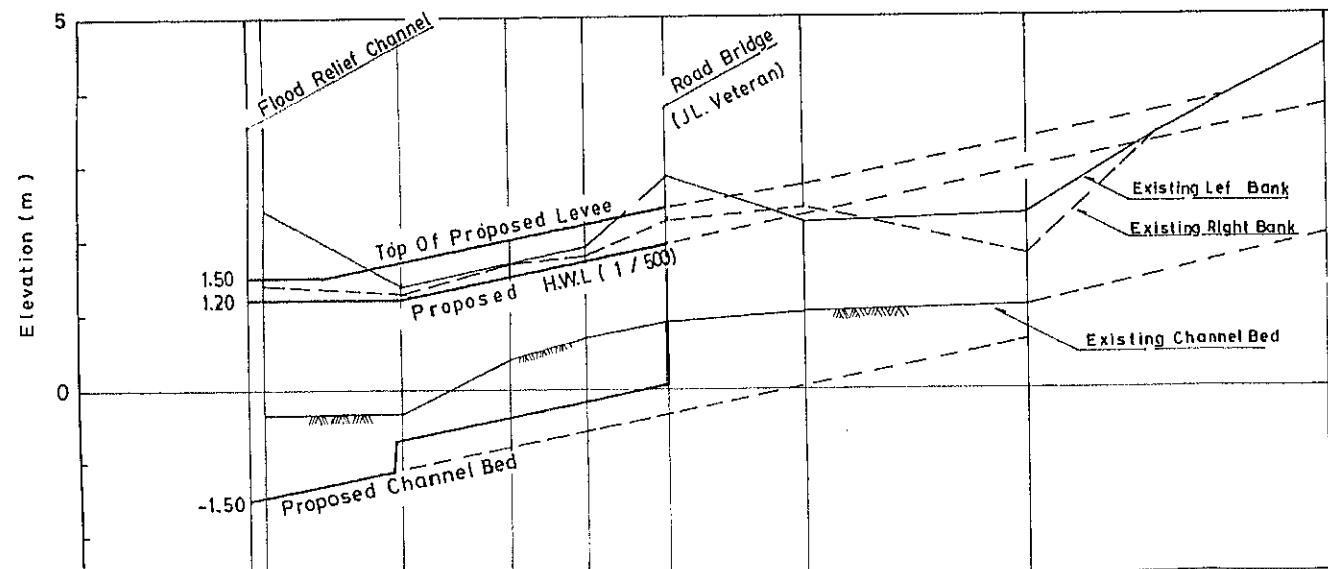 5
Flood Relief Channel
Road Bridge
(JL. Veteran)
Elevation (m)
Existing Lef Bank
Existing Right Bank
Top Of Proposed Levee
1.50
1.20
Proposed H.W.L ( 1 / 500)
Existing Channel Bed
0
Proposed Channel Bed
-1.50